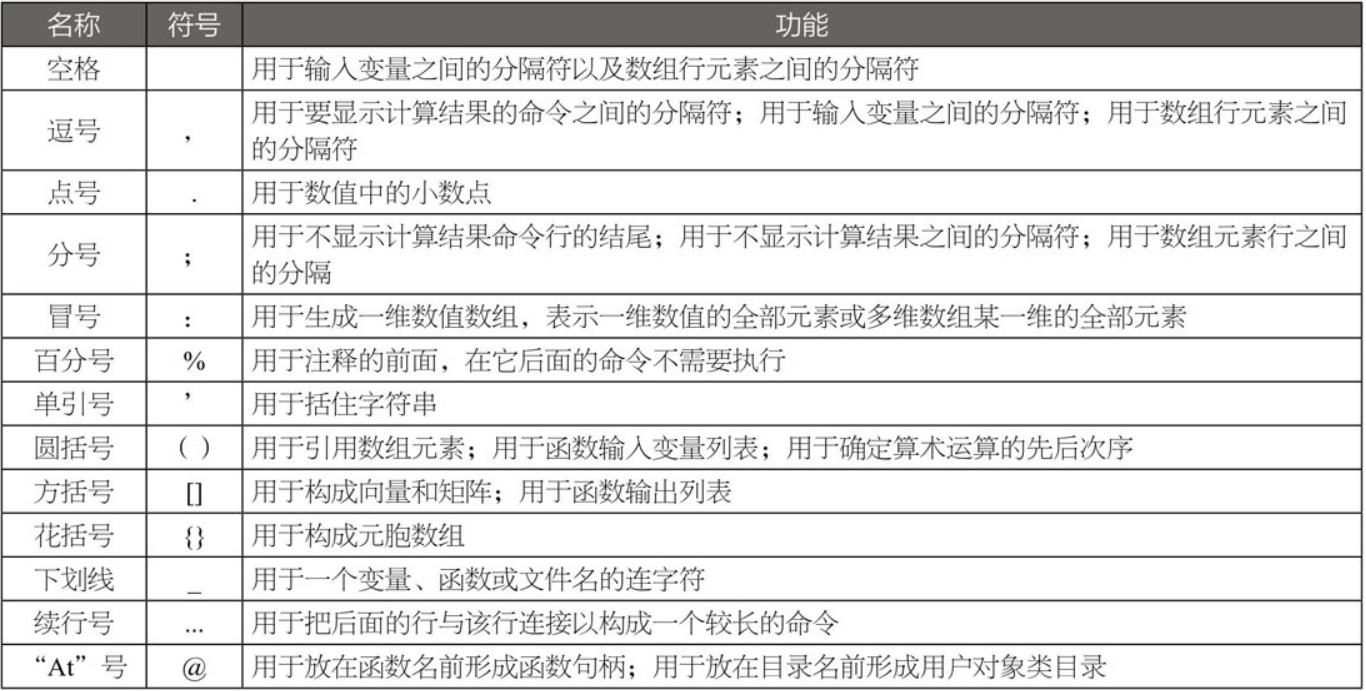 名称 符号 功能
空格 用于输入变量之间的分隔符以及数组行元素之间的分隔符
逗号 , 用于要显示计算结果的命令之间的分隔符；用于输入变量之间的分隔符；用于数组行元素之间
的分隔符
点号 . 用于数值中的小数点
分号 ; 用于不显示计算结果命令行的结尾；用于不显示计算结果之间的分隔符；用于数组元素行之间
的分隔
冒号 : 用于生成一维数值数组，表示一维数值的全部元素或多维数组某一维的全部元素
百分号 % 用于注释的前面，在它后面的命令不需要执行
单引号 ’ 用于括住字符串
圆括号 ( ) 用于引用数组元素；用于函数输入变量列表；用于确定算术运算的先后次序
方括号 [] 用于构成向量和矩阵；用于函数输出列表
花括号 {} 用于构成元胞数组
下划线 _ 用于一个变量、函数或文件名的连字符
续行号 ... 用于把后面的行与该行连接以构成一个较长的命令
“At”号 @ 用于放在函数名前形成函数句柄；用于放在目录名前形成用户对象类目录